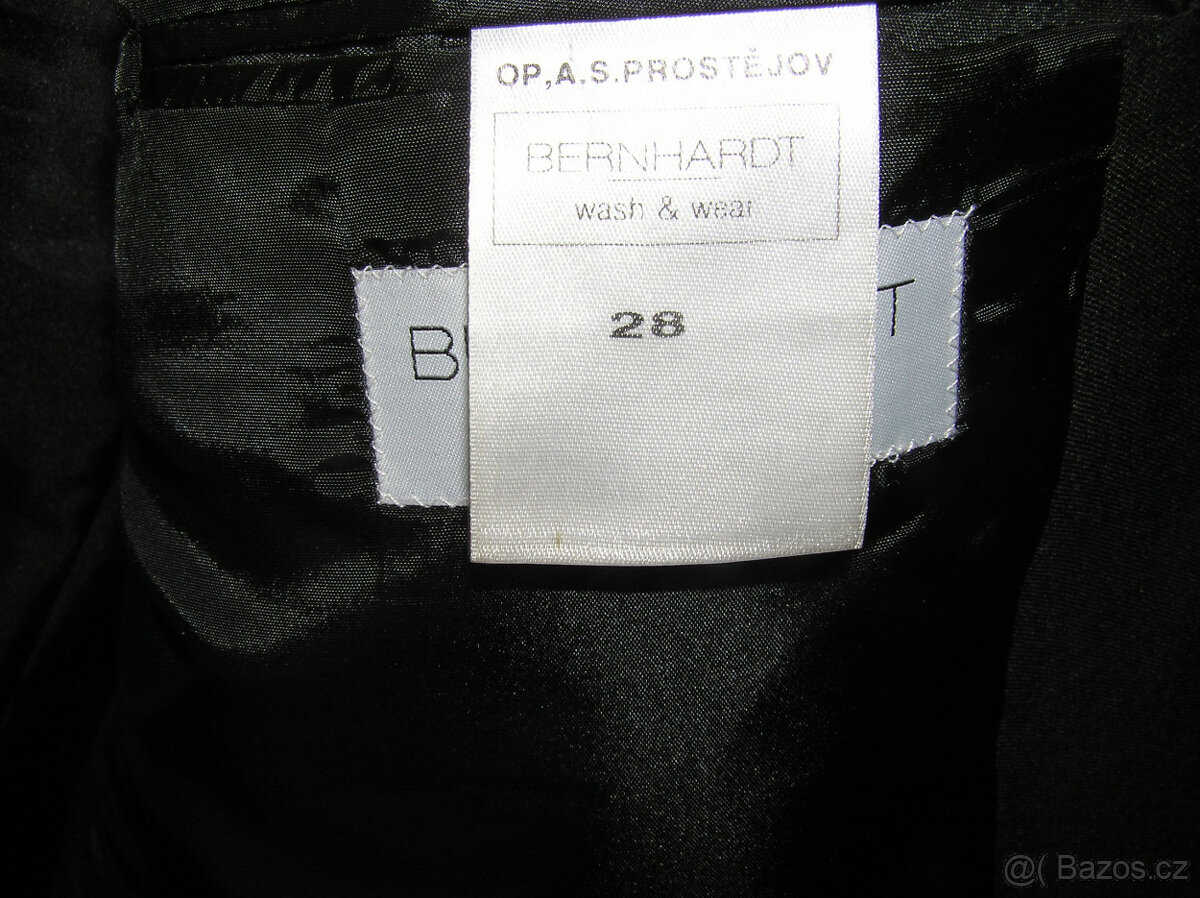 OP,A.S.PROSTĚJOV
BERNHARDT
wash & wear
28
B
T
@( Bazos.cz